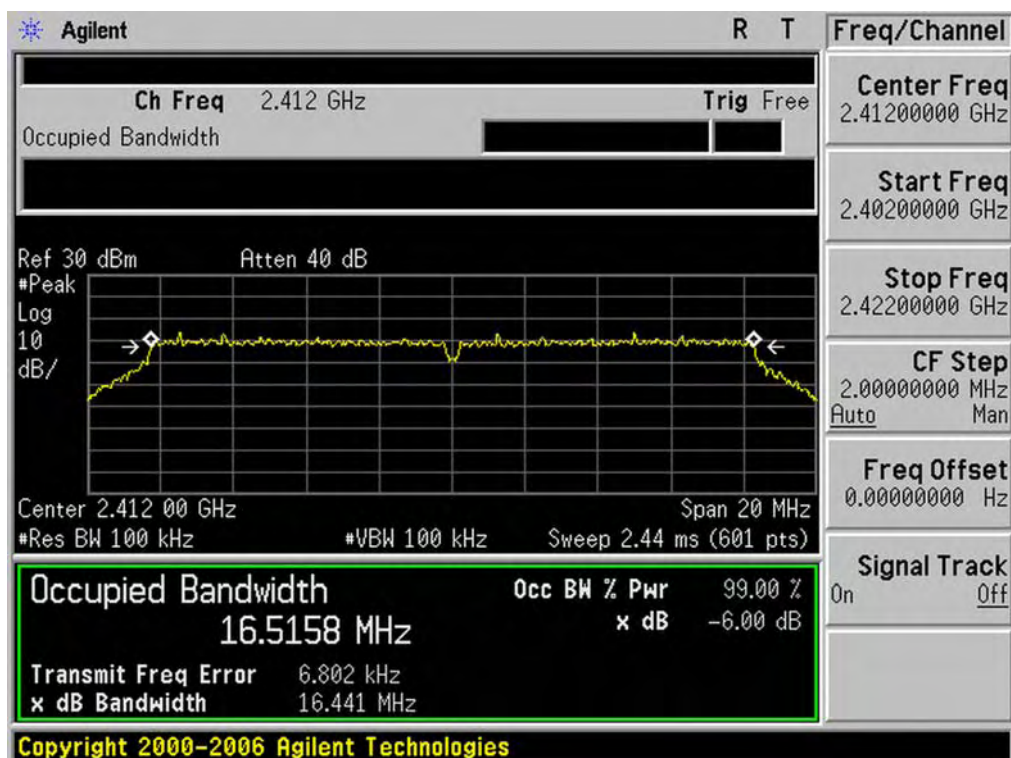 Agilent R T Freq/Channel
Ch Freq 2.412 GHz Trig Free
Occupied Bandwidth
Center Freq
2.41200000 GHz
Start Freq
2.40200000 GHz
Stop Freq
2.42200000 GHz
CF Step
2.00000000 MHz
Auto Man
Freq Offset
0.00000000 Hz
Signal Track
On Off
Ref 30 dBm Atten 40 dB
#Peak
Log
10
dB/
Center 2.412 00 GHz Span 20 MHz
#Res BW 100 kHz #VBW 100 kHz Sweep 2.44 ms (601 pts)
Occupied Bandwidth Occ BW % Pwr 99.00 %
16.5158 MHz x dB -6.00 dB
Transmit Freq Error 6.802 kHz
x dB Bandwidth 16.441 MHz
Copyright 2000-2006 Agilent Technologies